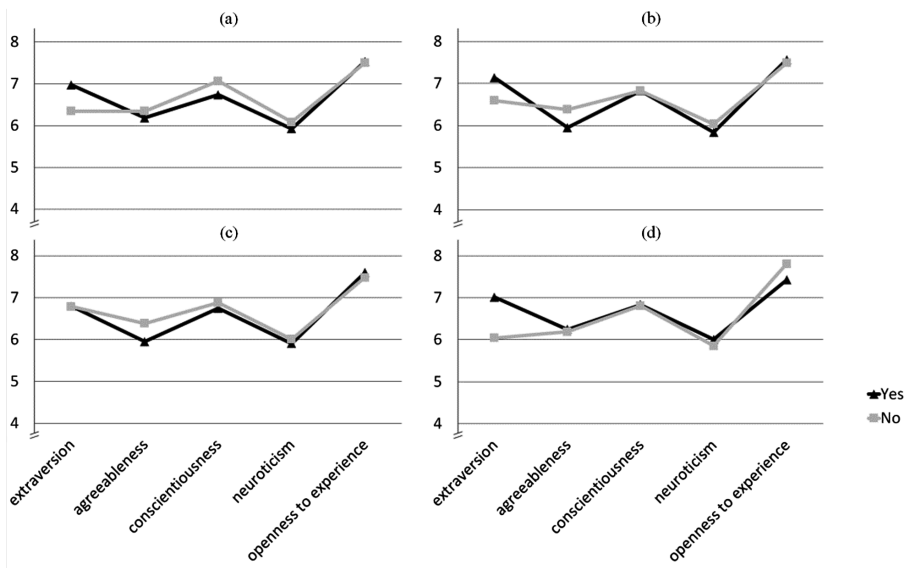 (a)
8
7
6
5
4
(b)
8
7
6
5
4
(c)
8
7
6
5
4
extraversion
agreeableness
conscientiousness
neuroticism
openness to experience
(d)
8
7
6
5
4
extraversion
agreeableness
conscientiousness
neuroticism
openness to experience
Yes
No